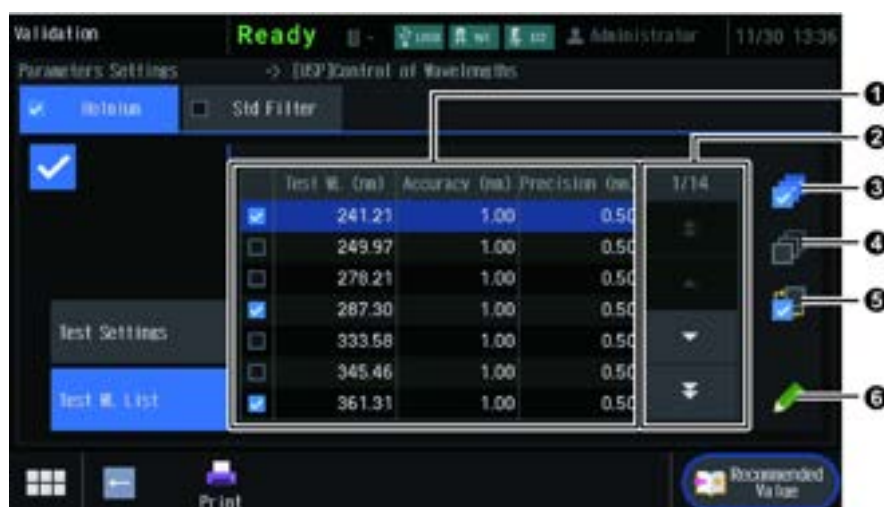 Validation Ready USB Administrator 11/30 13:36
Parameters Settings -> [USP]Control of Wavelengths
Holmium Std Filter
1
2
Test WL (nm) Accuracy (nm) Precision (nm) 1/14
3
241.21 1.00 0.50
249.97 1.00 0.50
4
278.21 1.00 0.50
287.30 1.00 0.50
5
Test Settings
333.58 1.00 0.50
345.46 1.00 0.50
Test WL List
361.31 1.00 0.50
6
Print
Recommended
Value